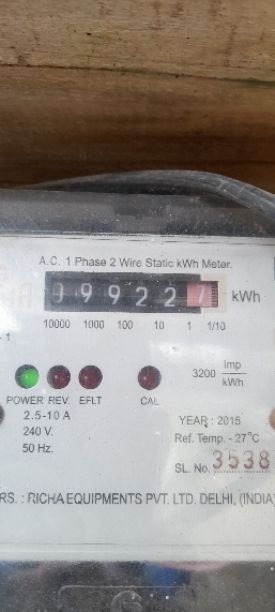 A.C. 1 Phase 2 Wire Static kWh Meter.
099227 kWh
10000 1000 100 10 1 1/10
3200 Imp/kWh
POWER REV. EFLT CAL
2.5-10 A
240 V.
50 Hz.
YEAR : 2015
Ref. Temp. -27°C
SL. No. 3538
RS. : RICHA EQUIPMENTS PVT. LTD. DELHI, (INDIA)